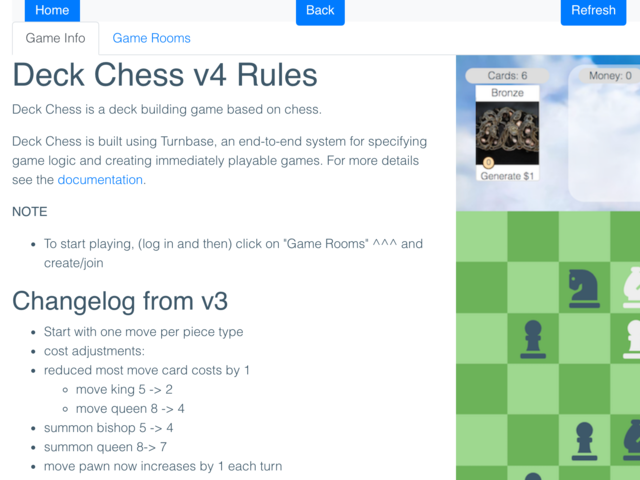 Home
Back
Refresh
Game Info
Game Rooms
Deck Chess v4 Rules
Deck Chess is a deck building game based on chess.
Deck Chess is built using Turnbase, an end-to-end system for specifying
game logic and creating immediately playable games. For more details
see the documentation.
NOTE
To start playing, (log in and then) click on "Game Rooms" ^^^ and
create/join
Changelog from v3
Start with one move per piece type
cost adjustments:
reduced most move card costs by 1
move king 5 -> 2
move queen 8 -> 4
summon bishop 5 -> 4
summon queen 8-> 7
move pawn now increases by 1 each turn
Cards: 6
Money: 0
Bronze
0
Generate $1